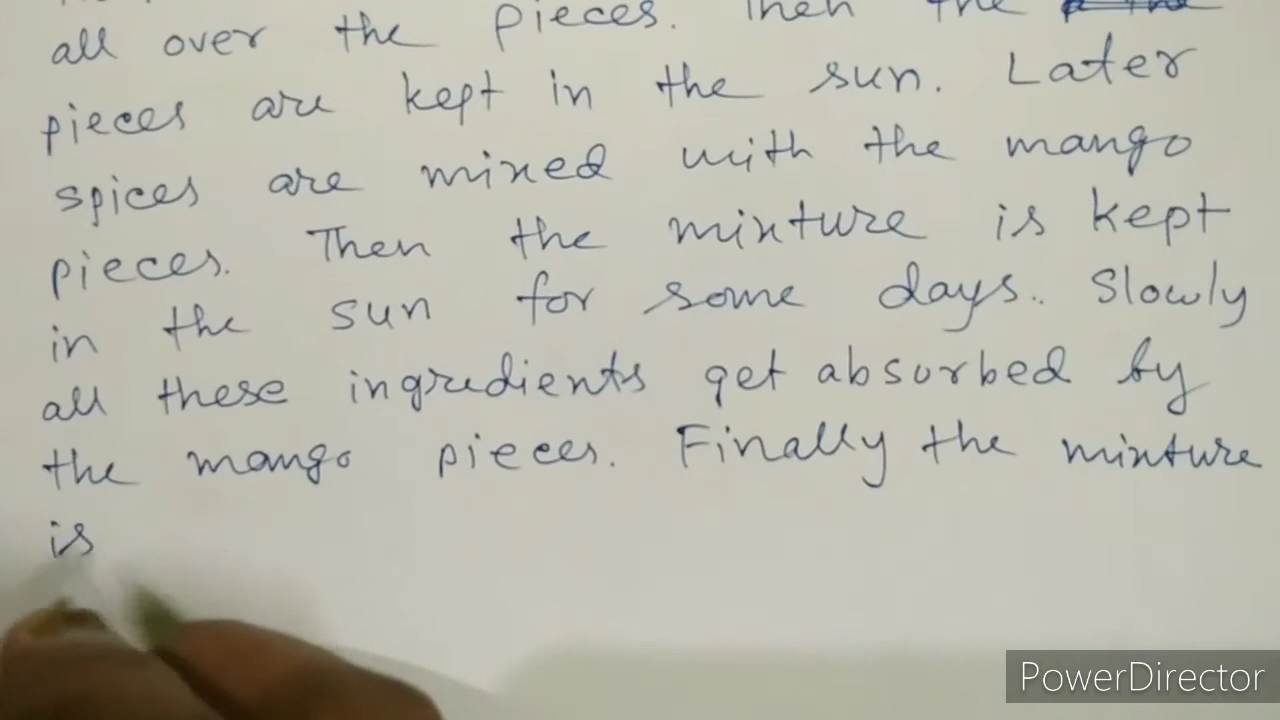 all over the pieces. Then the
pieces are kept in the sun. Later
spices are mixed with the mango
pieces. Then the mixture is kept
in the sun for some days.. Slowly
all these ingredients get absorbed by
the mango pieces. Finally the mixture
is
PowerDirector